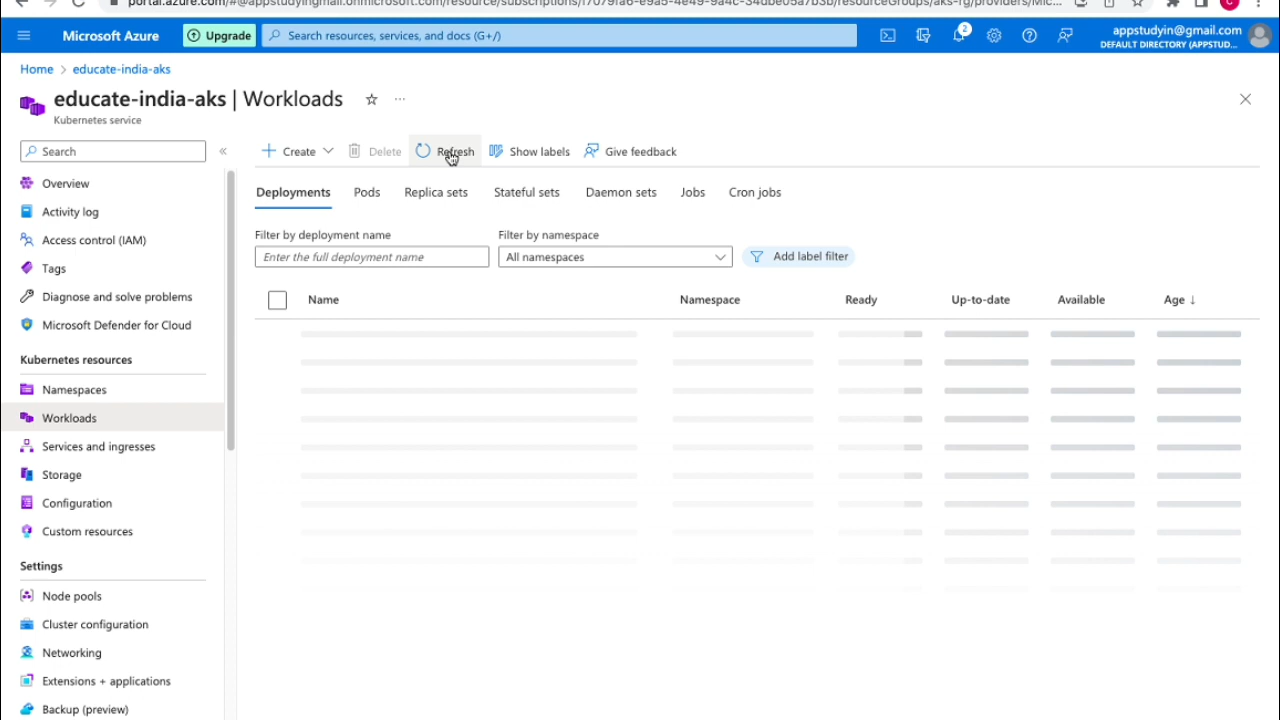 Microsoft Azure
Upgrade
Search resources, services, and docs (G+/)
2
appstudyin@gmail.com
DEFAULT DIRECTORY (APPSTUD...
Home > educate-india-aks
educate-india-aks | Workloads
Kubernetes service
Search
Create
Delete
Refresh
Show labels
Give feedback
Overview
Activity log
Access control (IAM)
Tags
Diagnose and solve problems
Microsoft Defender for Cloud
Kubernetes resources
Namespaces
Workloads
Services and ingresses
Storage
Configuration
Custom resources
Settings
Node pools
Cluster configuration
Networking
Extensions + applications
Backup (preview)
Deployments
Pods
Replica sets
Stateful sets
Daemon sets
Jobs
Cron jobs
Filter by deployment name
Enter the full deployment name
Filter by namespace
All namespaces
Add label filter
Name
Namespace
Ready
Up-to-date
Available
Age ↓